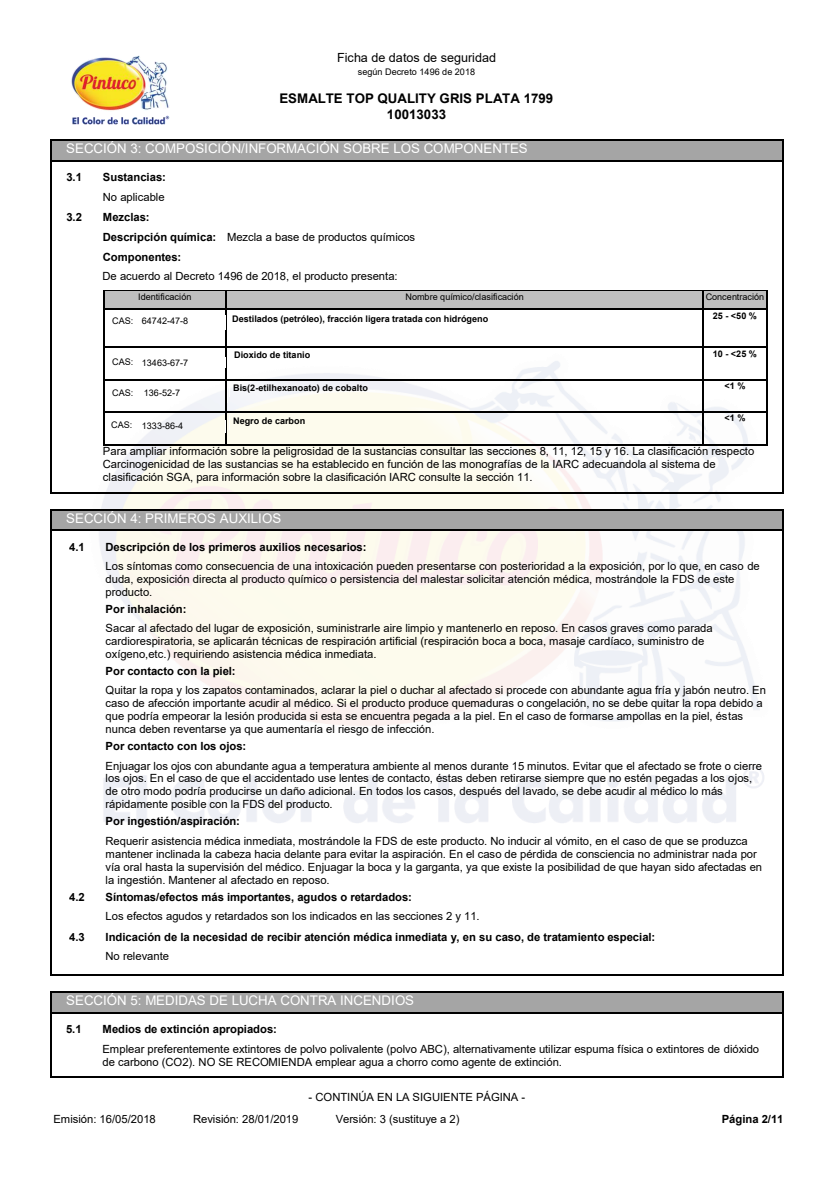 Pintuco®
El Color de la Calidad®
Ficha de datos de seguridad
según Decreto 1496 de 2018
ESMALTE TOP QUALITY GRIS PLATA 1799
10013033
SECCIÓN 3: COMPOSICIÓN/INFORMACIÓN SOBRE LOS COMPONENTES
3.1 Sustancias:
No aplicable
3.2 Mezclas:
Descripción química: Mezcla a base de productos químicos
Componentes:
De acuerdo al Decreto 1496 de 2018, el producto presenta:
Identificación Nombre químico/clasificación Concentración
CAS: 64742-47-8 Destilados (petróleo), fracción ligera tratada con hidrógeno 25 - <50 %
CAS: 13463-67-7 Dioxido de titanio 10 - <25 %
CAS: 136-52-7 Bis(2-etilhexanoato) de cobalto <1 %
CAS: 1333-86-4 Negro de carbon <1 %
Para ampliar información sobre la peligrosidad de la sustancias consultar las secciones 8, 11, 12, 15 y 16. La clasificación respecto
Carcinogenicidad de las sustancias se ha establecido en función de las monografías de la IARC adecuandola al sistema de
clasificación SGA, para información sobre la clasificación IARC consulte la sección 11.
SECCIÓN 4: PRIMEROS AUXILIOS
4.1 Descripción de los primeros auxilios necesarios:
Los síntomas como consecuencia de una intoxicación pueden presentarse con posterioridad a la exposición, por lo que, en caso de
duda, exposición directa al producto químico o persistencia del malestar solicitar atención médica, mostrándole la FDS de este
producto.
Por inhalación:
Sacar al afectado del lugar de exposición, suministrarle aire limpio y mantenerlo en reposo. En casos graves como parada
cardiorespiratoria, se aplicarán técnicas de respiración artificial (respiración boca a boca, masaje cardíaco, suministro de
oxígeno,etc.) requiriendo asistencia médica inmediata.
Por contacto con la piel:
Quitar la ropa y los zapatos contaminados, aclarar la piel o duchar al afectado si procede con abundante agua fría y jabón neutro. En
caso de afección importante acudir al médico. Si el producto produce quemaduras o congelación, no se debe quitar la ropa debido a
que podría empeorar la lesión producida si esta se encuentra pegada a la piel. En el caso de formarse ampollas en la piel, éstas
nunca deben reventarse ya que aumentaría el riesgo de infección.
Por contacto con los ojos:
Enjuagar los ojos con abundante agua a temperatura ambiente al menos durante 15 minutos. Evitar que el afectado se frote o cierre
los ojos. En el caso de que el accidentado use lentes de contacto, éstas deben retirarse siempre que no estén pegadas a los ojos,
de otro modo podría producirse un daño adicional. En todos los casos, después del lavado, se debe acudir al médico lo más
rápidamente posible con la FDS del producto.
Por ingestión/aspiración:
Requerir asistencia médica inmediata, mostrándole la FDS de este producto. No inducir al vómito, en el caso de que se produzca
mantener inclinada la cabeza hacia delante para evitar la aspiración. En el caso de pérdida de consciencia no administrar nada por
vía oral hasta la supervisión del médico. Enjuagar la boca y la garganta, ya que existe la posibilidad de que hayan sido afectadas en
la ingestión. Mantener al afectado en reposo.
4.2 Síntomas/efectos más importantes, agudos o retardados:
Los efectos agudos y retardados son los indicados en las secciones 2 y 11.
4.3 Indicación de la necesidad de recibir atención médica inmediata y, en su caso, de tratamiento especial:
No relevante
SECCIÓN 5: MEDIDAS DE LUCHA CONTRA INCENDIOS
5.1 Medios de extinción apropiados:
Emplear preferentemente extintores de polvo polivalente (polvo ABC), alternativamente utilizar espuma física o extintores de dióxido
de carbono (CO2). NO SE RECOMIENDA emplear agua a chorro como agente de extinción.
- CONTINÚA EN LA SIGUIENTE PÁGINA -
Emisión: 16/05/2018 Revisión: 28/01/2019 Versión: 3 (sustituye a 2) Página 2/11